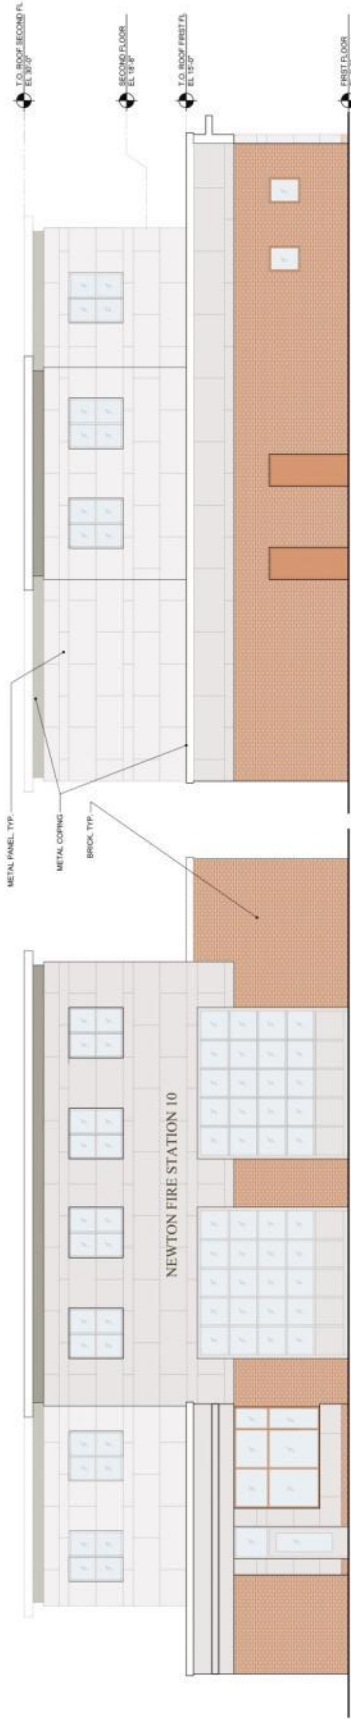 T.O. ROOF SECOND FL
EL 30'-0"
SECOND FLOOR
EL 18'-8"
T.O. ROOF FIRST FL
EL 15'-0"
FIRST FLOOR
METAL PANEL, TYP.
METAL COPING
BRICK, TYP.
NEWTON FIRE STATION 10